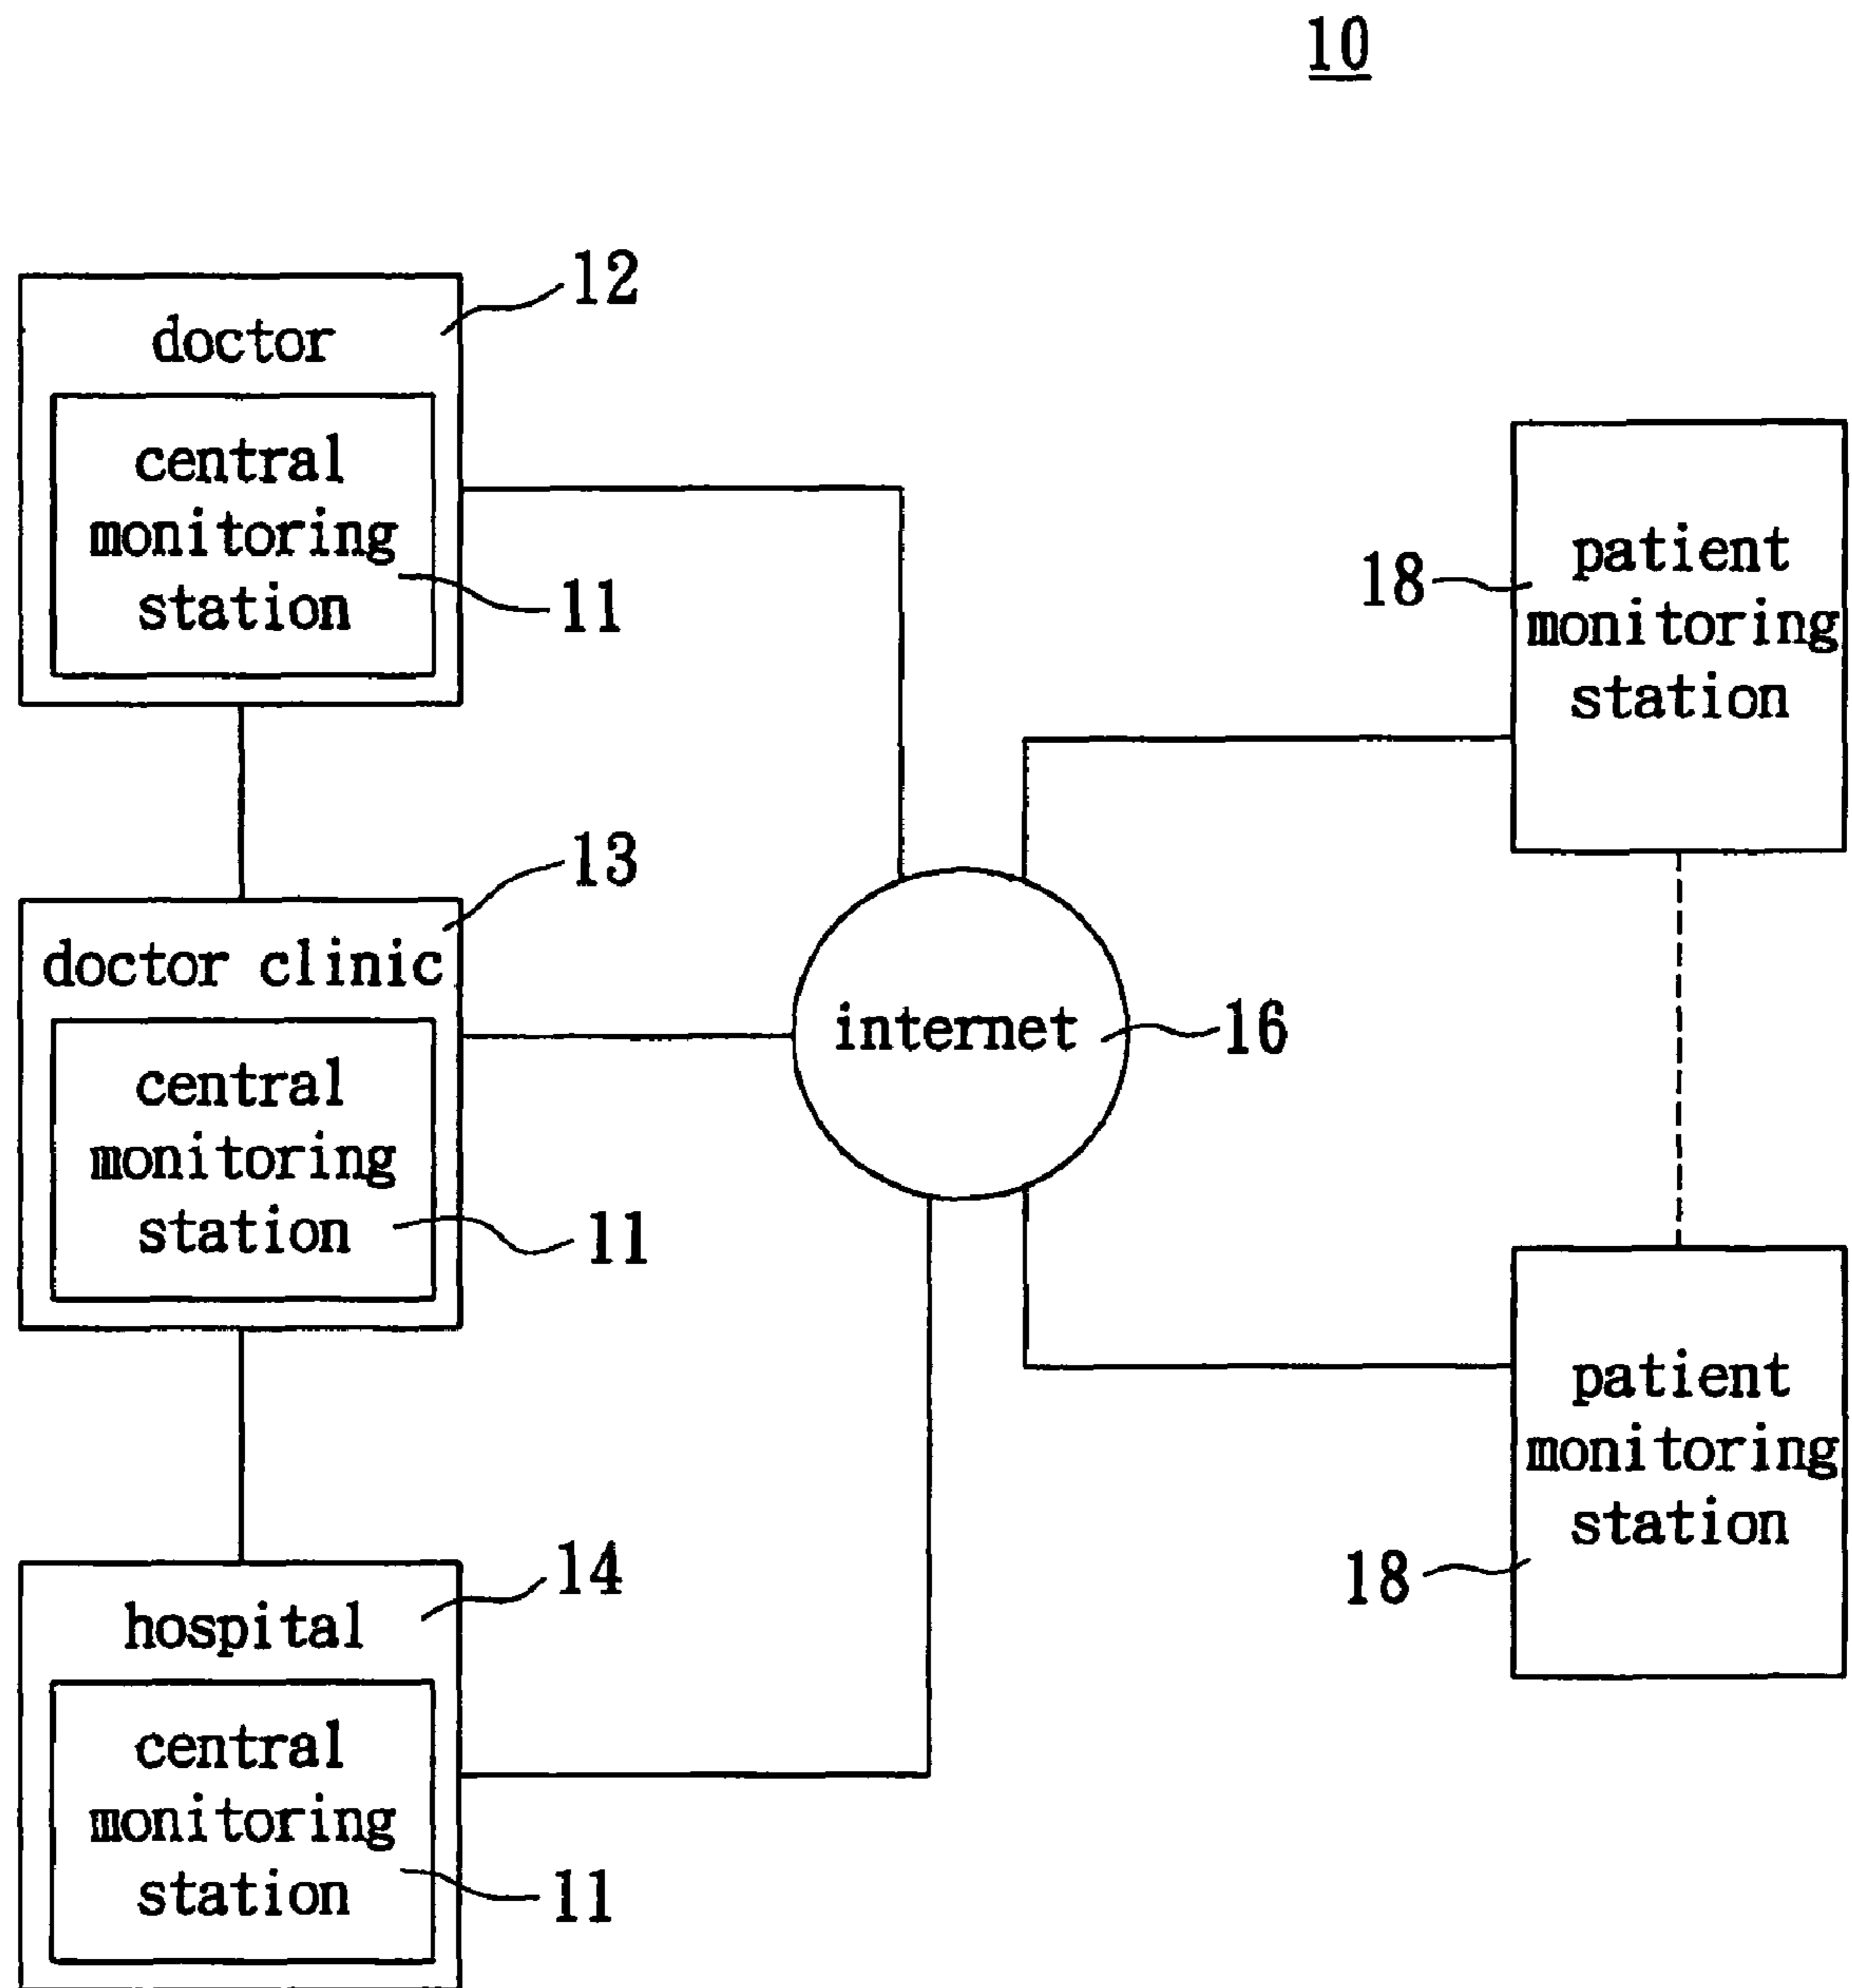 10
12
doctor
central
monitoring
station
11
18
patient
monitoring
station
13
doctor clinic
central
monitoring
station
11
internet
16
patient
monitoring
station
18
14
hospital
central
monitoring
station
11